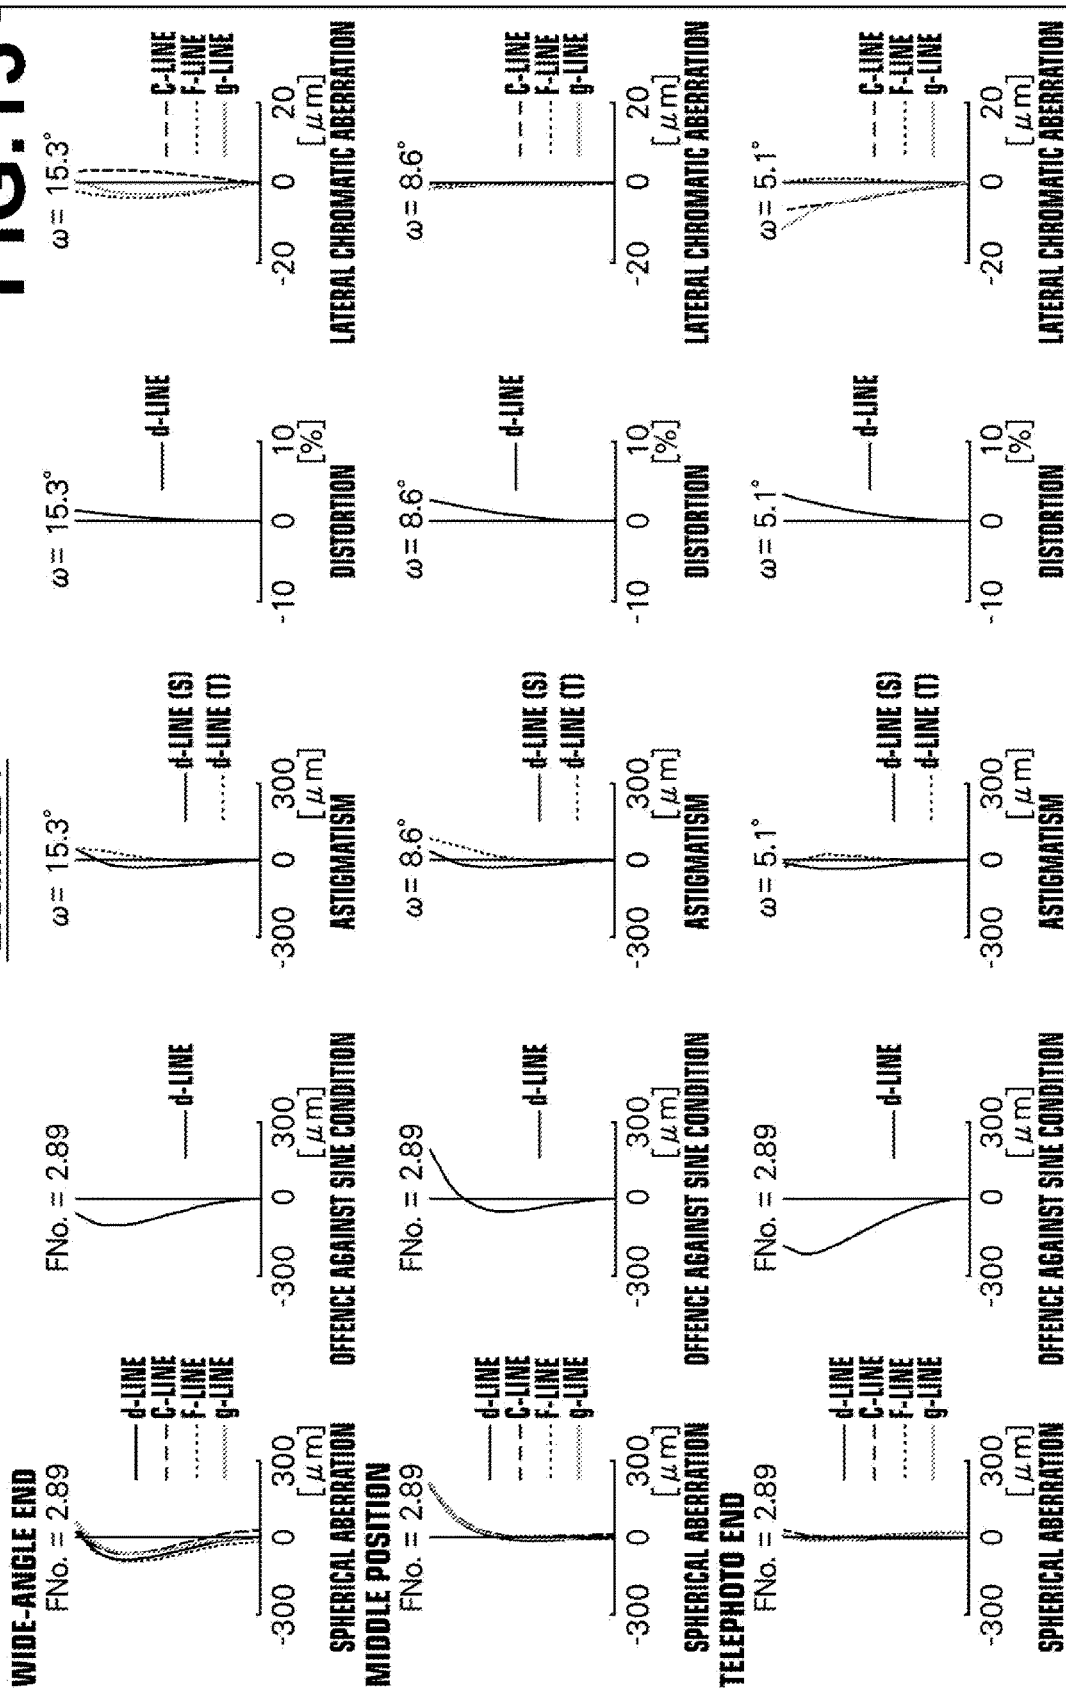 WIDE-ANGLE END
FNo. = 2.89
d-LINE
C-LINE
F-LINE
g-LINE
-300 0 300
[μm]
SPHERICAL ABERRATION
FNo. = 2.89
d-LINE
-300 0 300
[μm]
OFFENCE AGAINST SINE CONDITION
ω= 15.3°
d-LINE (S)
d-LINE (T)
-300 0 300
[μm]
ASTIGMATISM
ω= 15.3°
d-LINE
-10 0 10
[%]
DISTORTION
ω= 15.3°
C-LINE
F-LINE
g-LINE
-20 0 20
[μm]
LATERAL CHROMATIC ABERRATION
MIDDLE POSITION
FNo. = 2.89
d-LINE
C-LINE
F-LINE
g-LINE
-300 0 300
[μm]
SPHERICAL ABERRATION
FNo. = 2.89
d-LINE
-300 0 300
[μm]
OFFENCE AGAINST SINE CONDITION
ω= 8.6°
d-LINE (S)
d-LINE (T)
-300 0 300
[μm]
ASTIGMATISM
ω= 8.6°
d-LINE
-10 0 10
[%]
DISTORTION
ω= 8.6°
C-LINE
F-LINE
g-LINE
-20 0 20
[μm]
LATERAL CHROMATIC ABERRATION
TELEPHOTO END
FNo. = 2.89
d-LINE
C-LINE
F-LINE
g-LINE
-300 0 300
[μm]
SPHERICAL ABERRATION
FNo. = 2.89
d-LINE
-300 0 300
[μm]
OFFENCE AGAINST SINE CONDITION
ω= 5.1°
d-LINE (S)
d-LINE (T)
-300 0 300
[μm]
ASTIGMATISM
ω= 5.1°
d-LINE
-10 0 10
[%]
DISTORTION
ω= 5.1°
C-LINE
F-LINE
g-LINE
-20 0 20
[μm]
LATERAL CHROMATIC ABERRATION